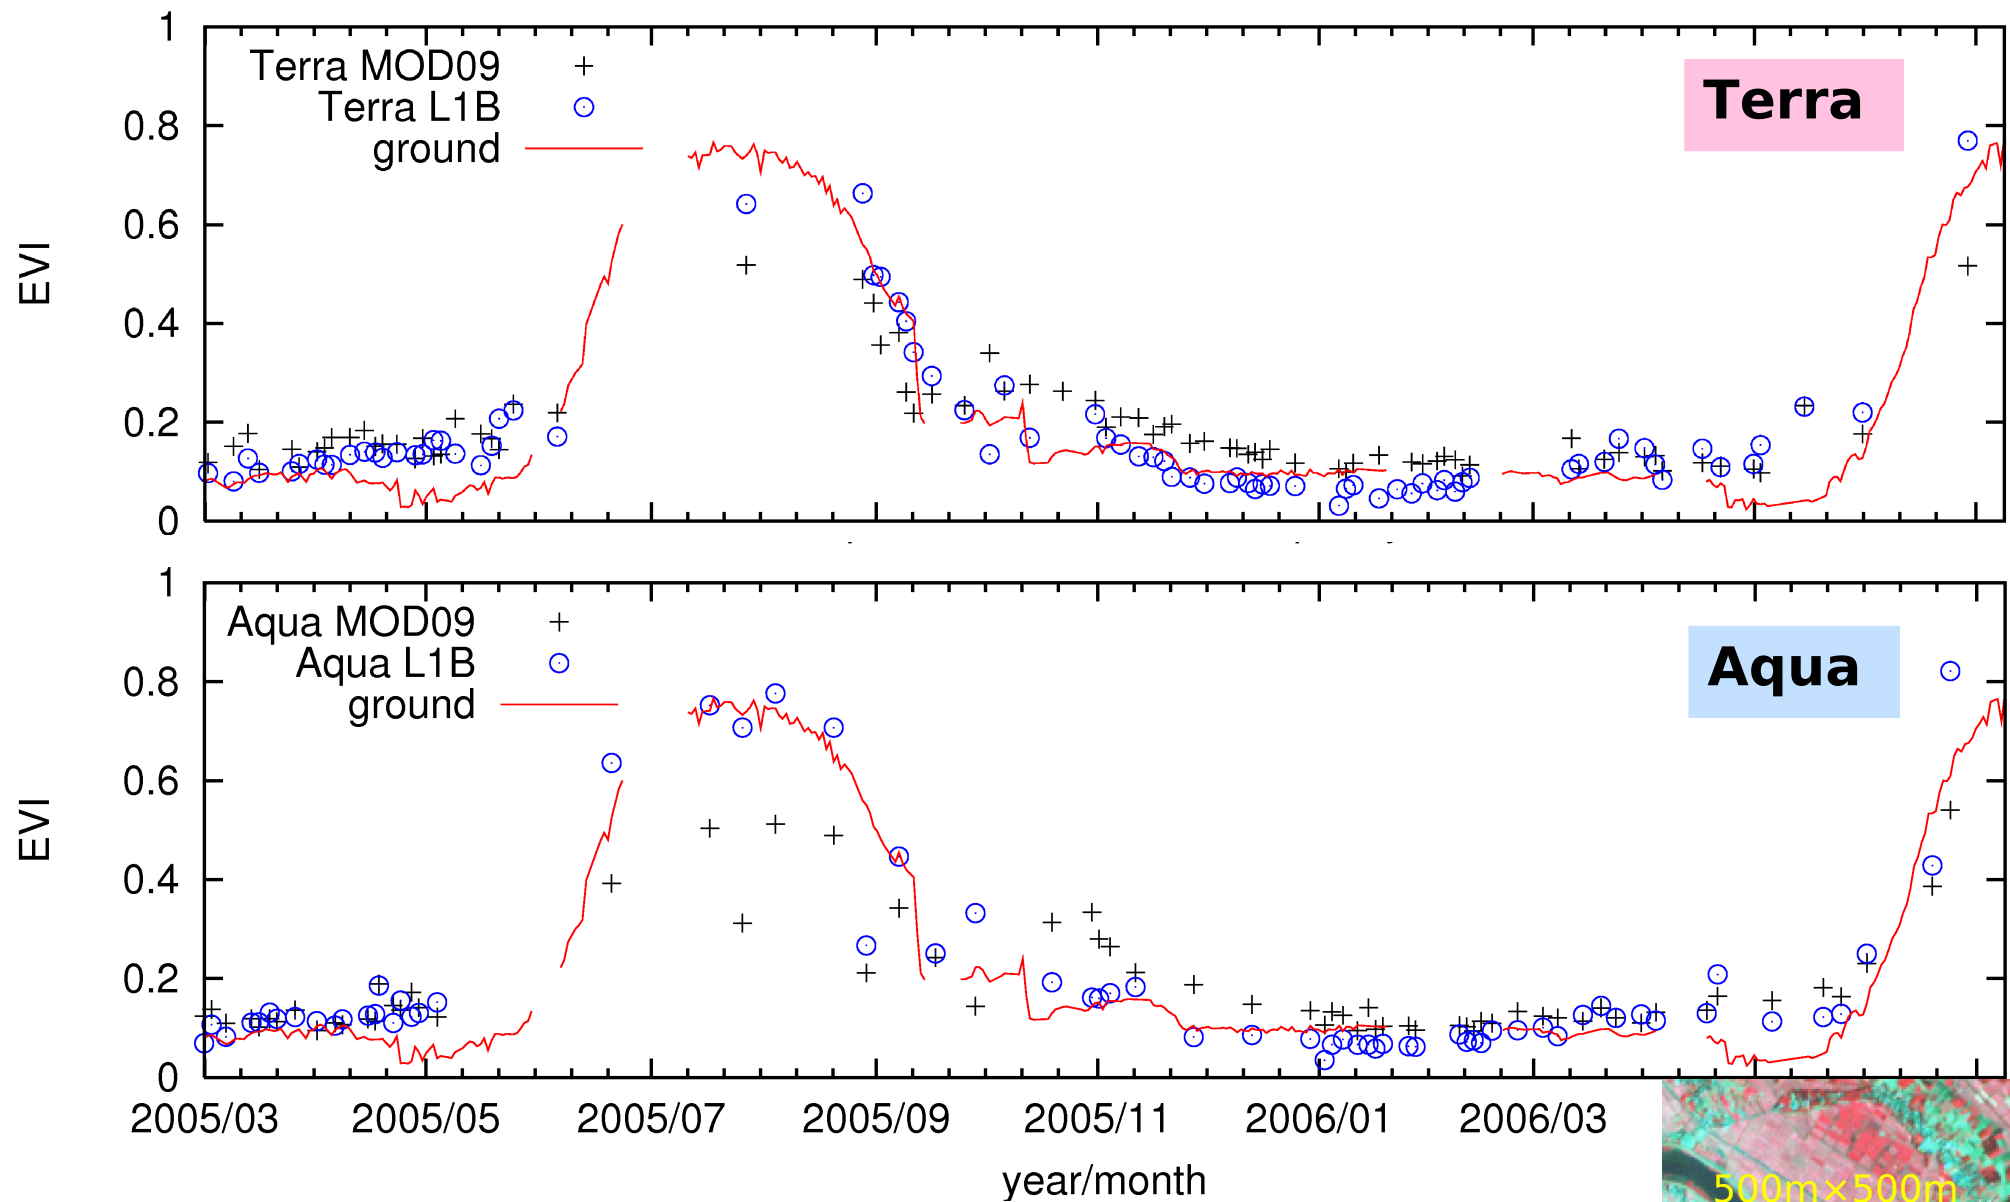 1
Terra MOD09
Terra L1B
ground
Terra
0.8
0.6
EVI
0.4
0.2
0
1
Aqua MOD09
Aqua L1B
ground
Aqua
0.8
0.6
EVI
0.4
0.2
0
2005/03 2005/05 2005/07 2005/09 2005/11 2006/01 2006/03
year/month
500m×500m